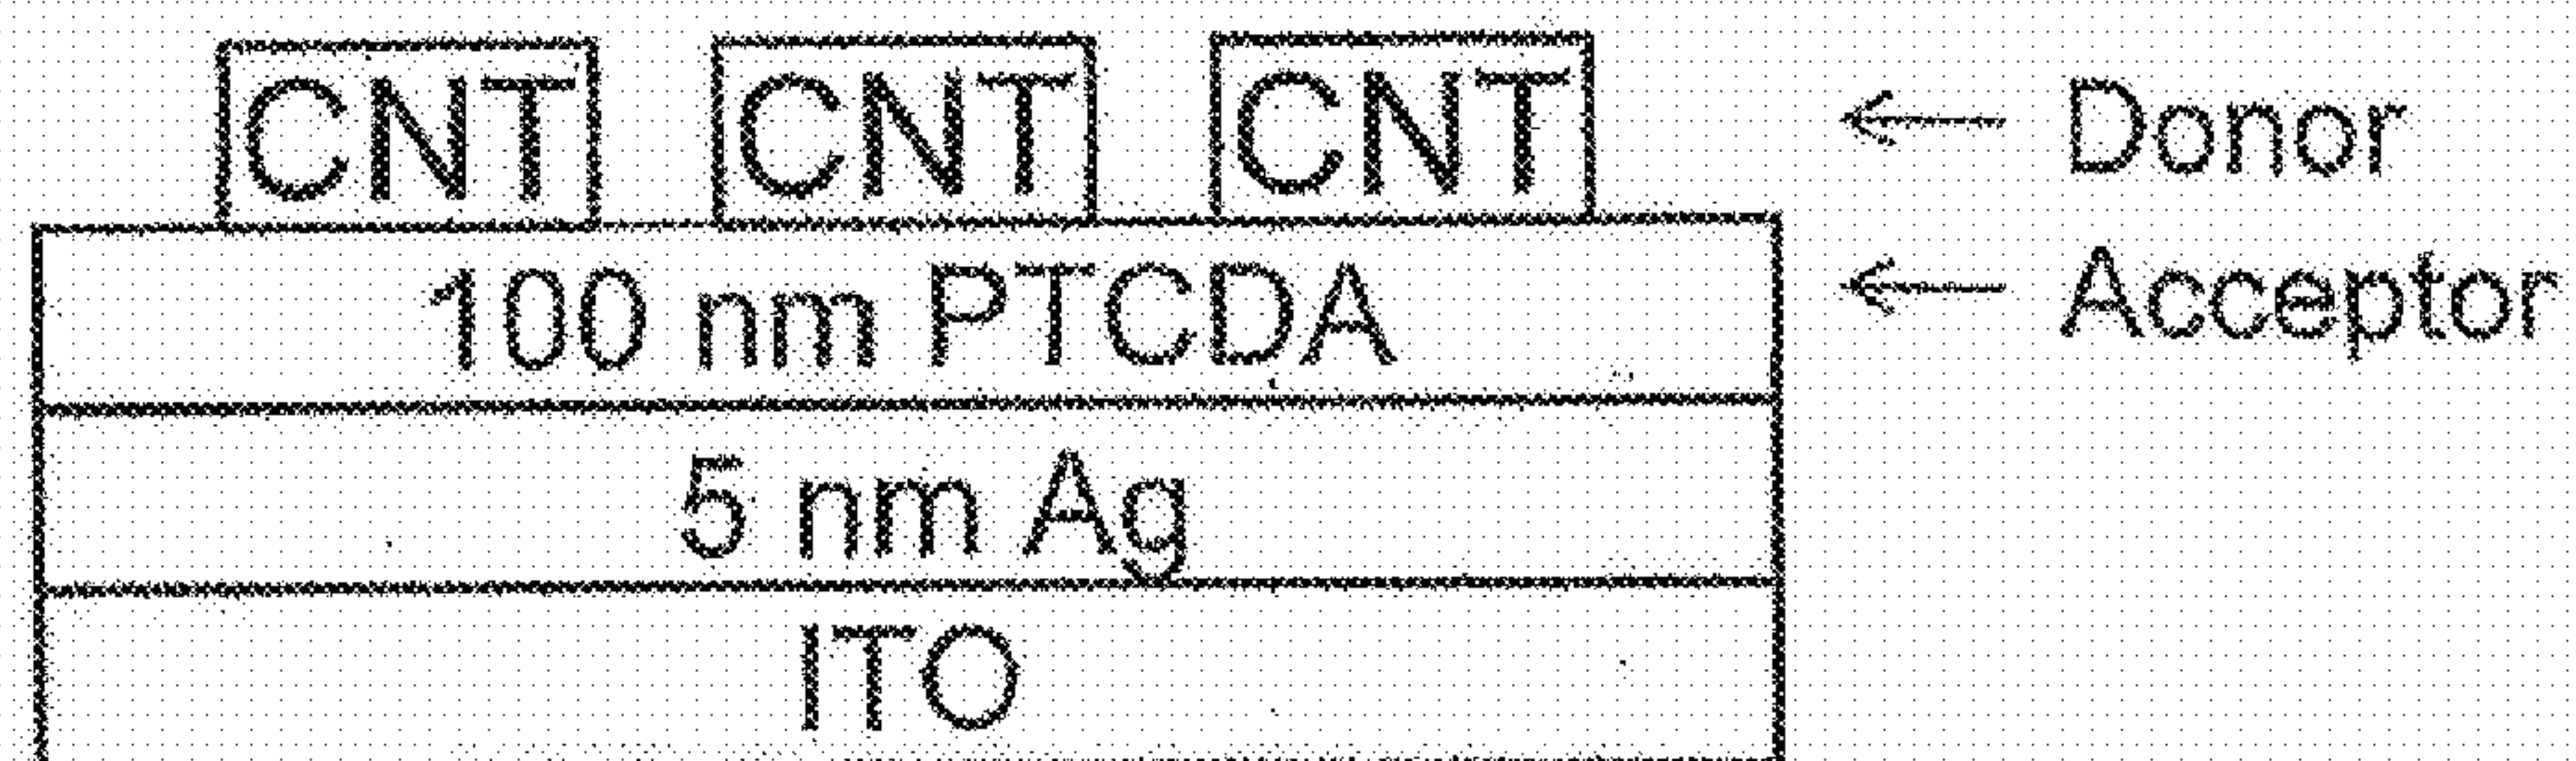 CNT CNT CNT ← Donor
100 nm PTCDA ← Acceptor
5 nm Ag
ITO